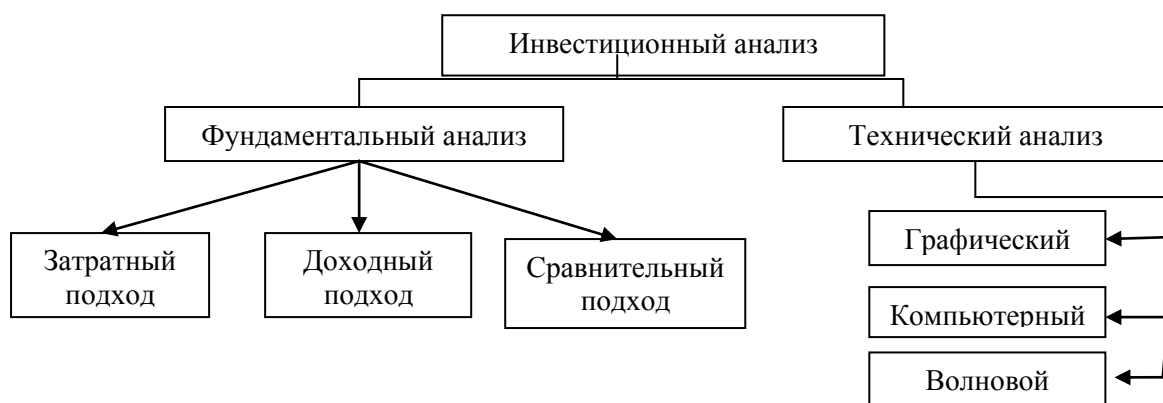 Инвестиционный анализ
Фундаментальный анализ
Технический анализ
Затратный
подход
Доходный
подход
Сравнительный
подход
Графический
Компьютерный
Волновой